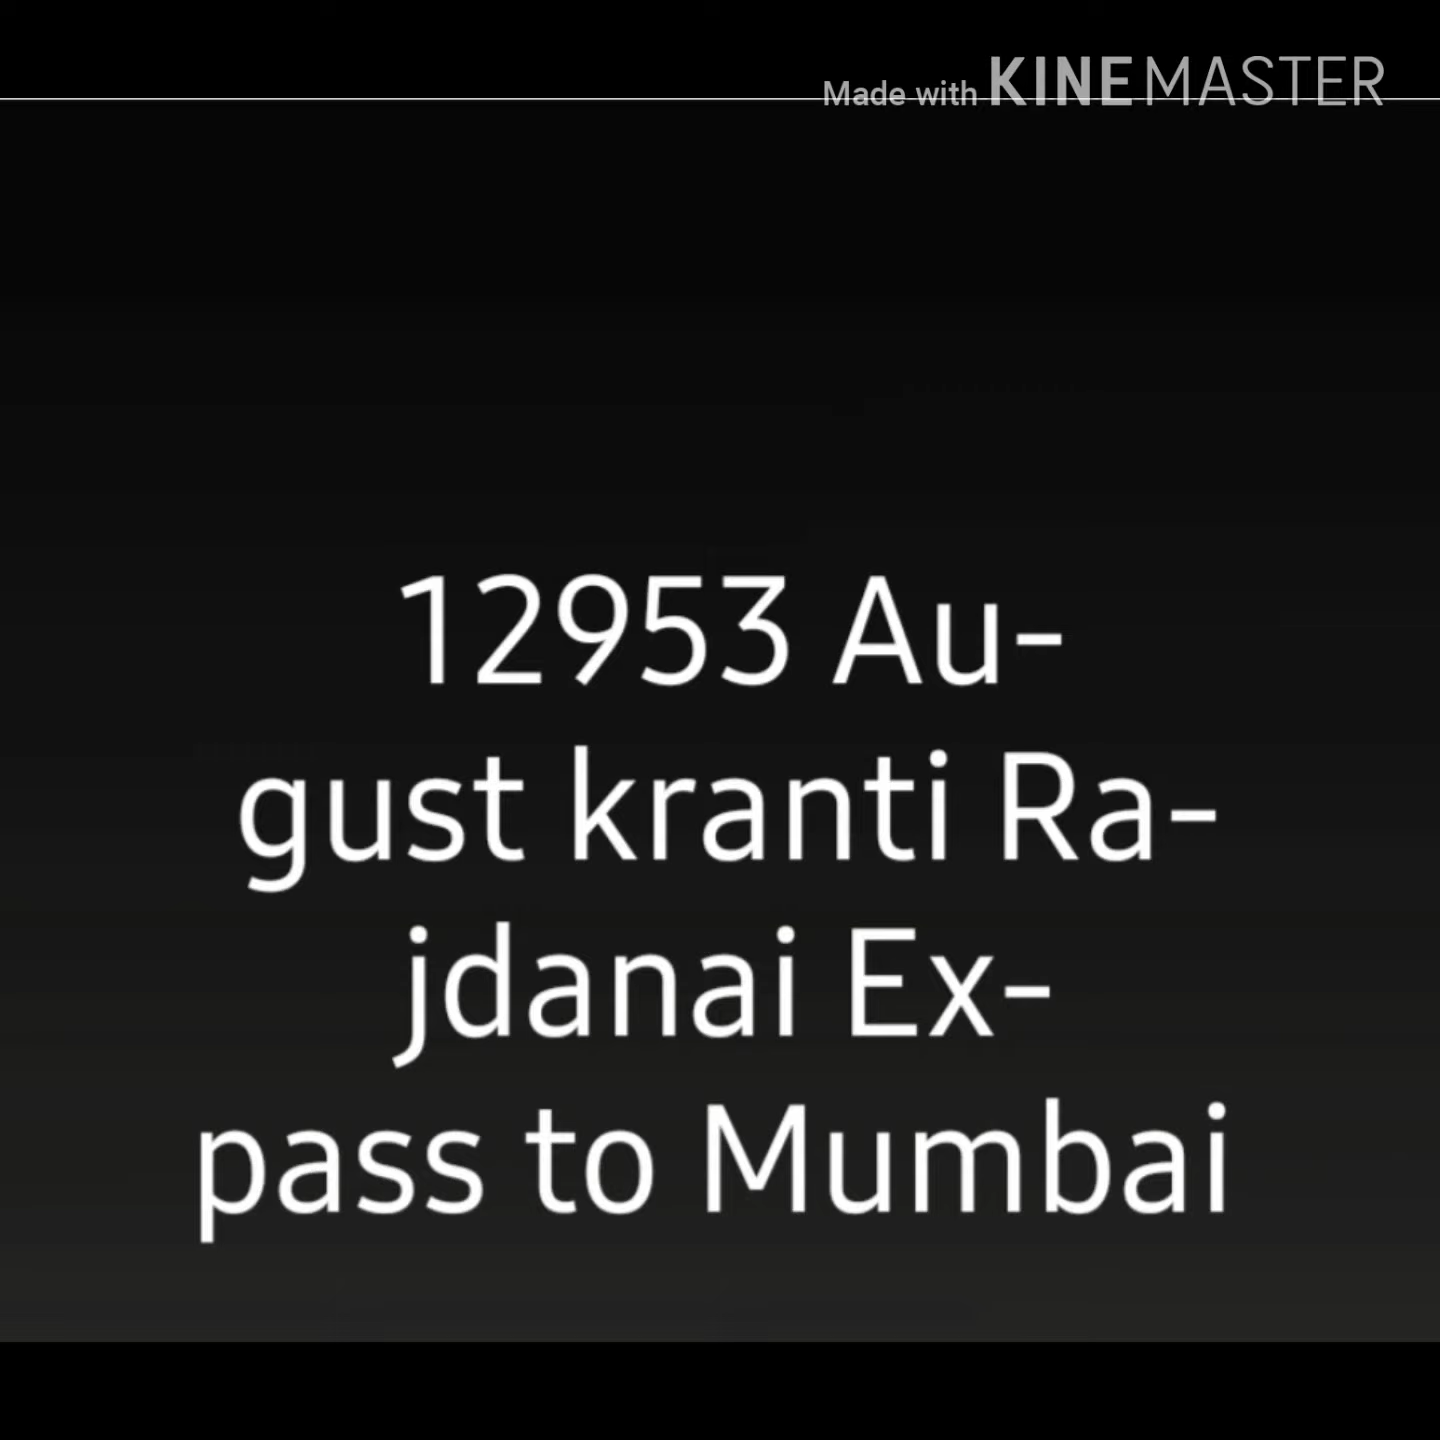 Made with KINEMASTER
12953 Au-
gust kranti Ra-
jdanai Ex-
pass to Mumbai